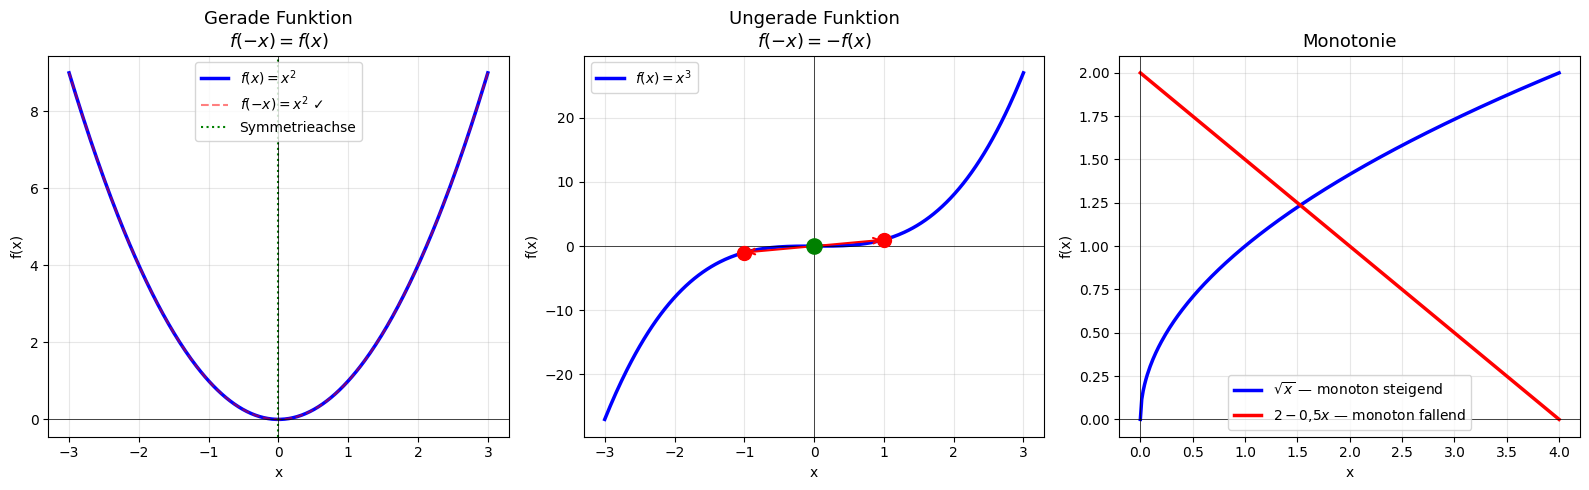 Gerade Funktion
f(−x) = f(x)
f(x) = x²
f(−x) = x² ✓
Symmetrieachse
f(x)
8
6
4
2
0
−3 −2 −1 0 1 2 3
x
Ungerade Funktion
f(−x) = −f(x)
f(x) = x³
f(x)
20
10
0
−10
−20
−3 −2 −1 0 1 2 3
x
Monotonie
f(x)
2.00
1.75
1.50
1.25
1.00
0.75
0.50
0.25
0.00
√x — monoton steigend
2 − 0,5x — monoton fallend
0.0 0.5 1.0 1.5 2.0 2.5 3.0 3.5 4.0
x